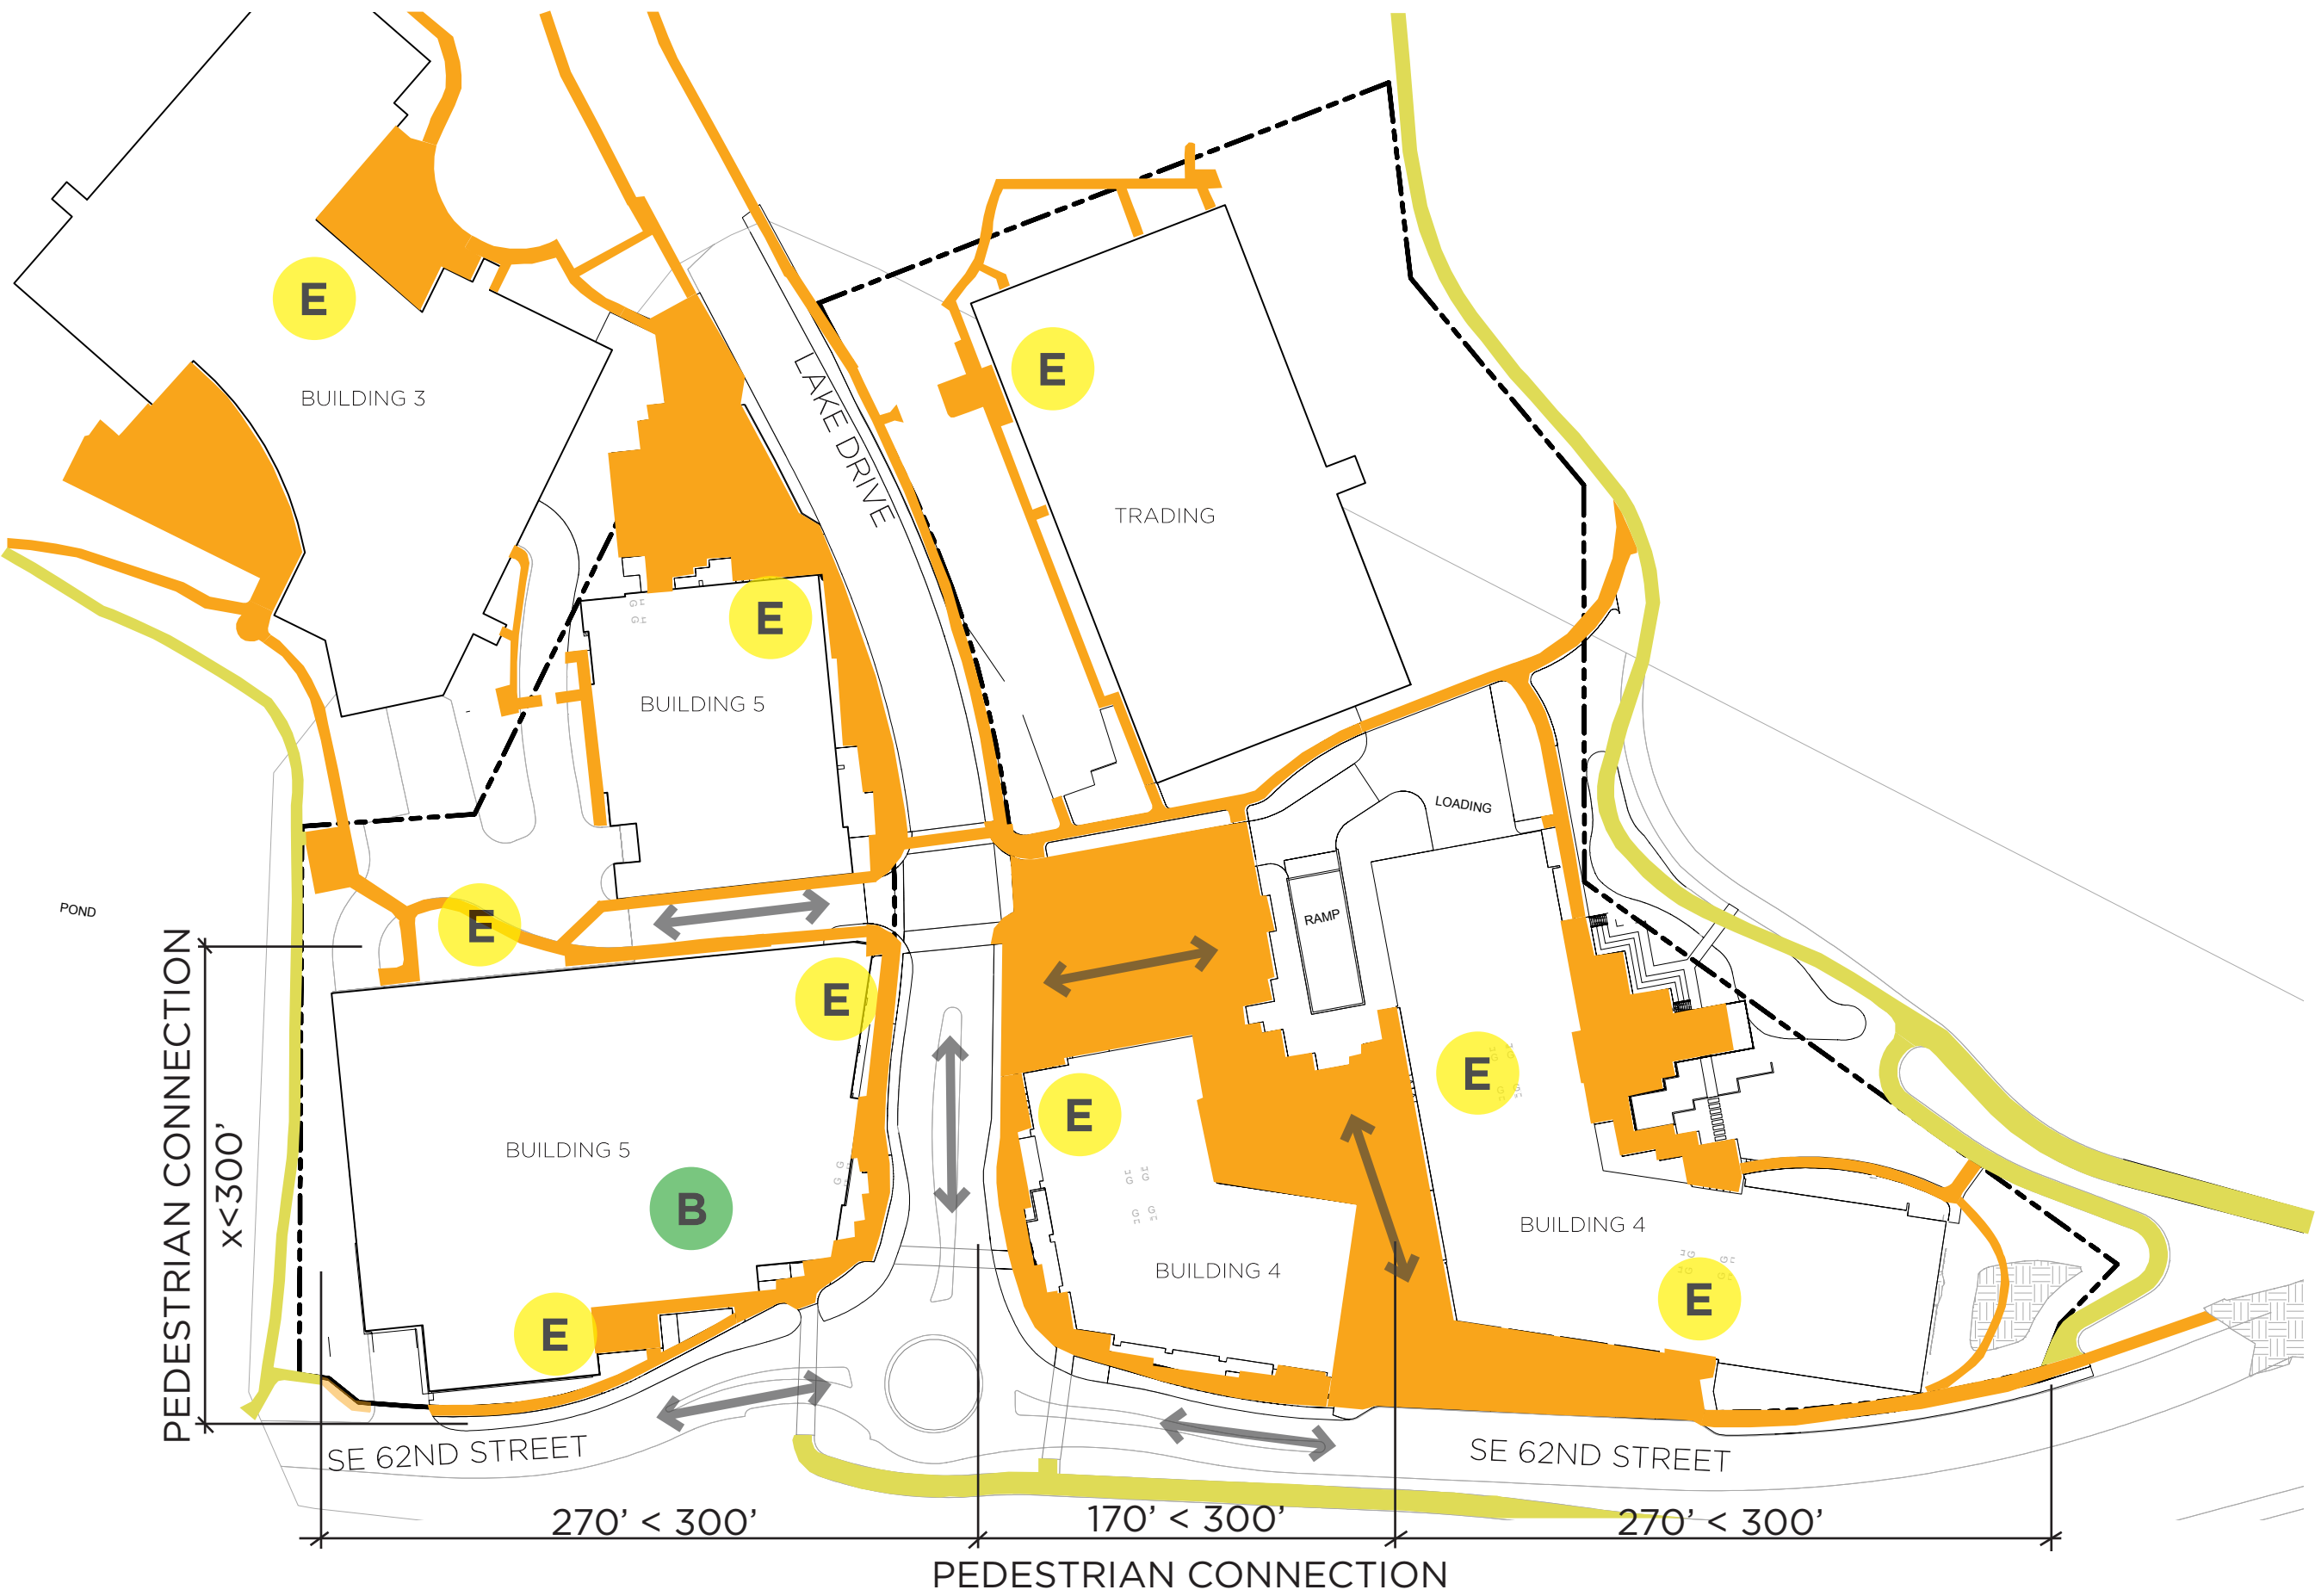 E
BUILDING 3
E
LAKE DRIVE
TRADING
E
BUILDING 5
LOADING
POND
E
RAMP
E
E
E
BUILDING 5
B
BUILDING 4
BUILDING 4
E
E
PEDESTRIAN CONNECTION
x<300'
SE 62ND STREET
SE 62ND STREET
270' < 300'
170' < 300'
270' < 300'
PEDESTRIAN CONNECTION